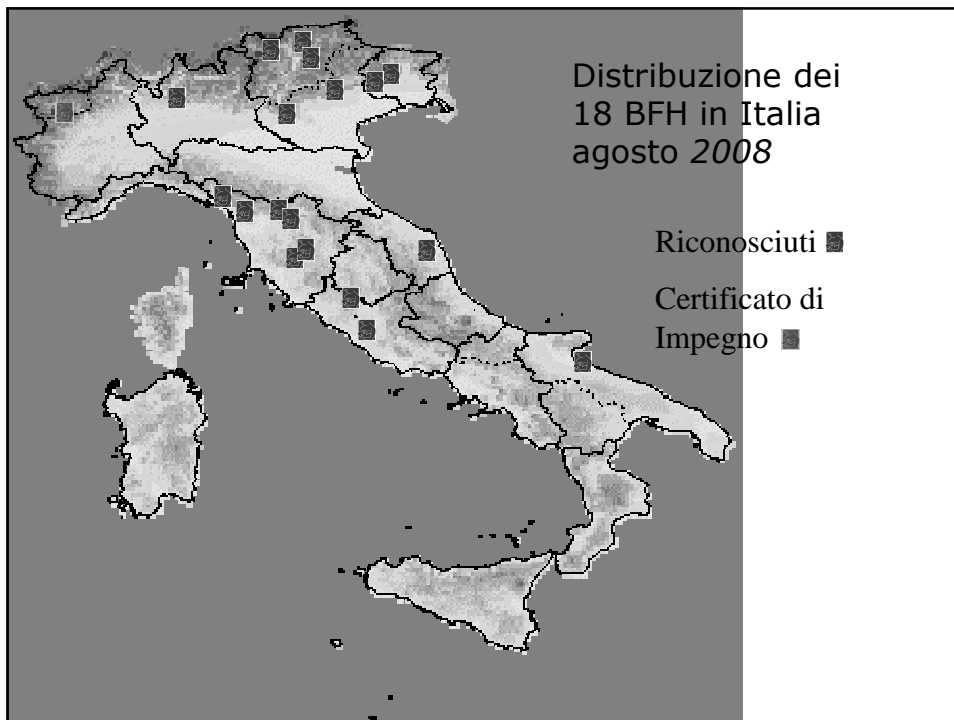 Distribuzione dei
18 BFH in Italia
agosto 2008
Riconosciuti
Certificato di
Impegno